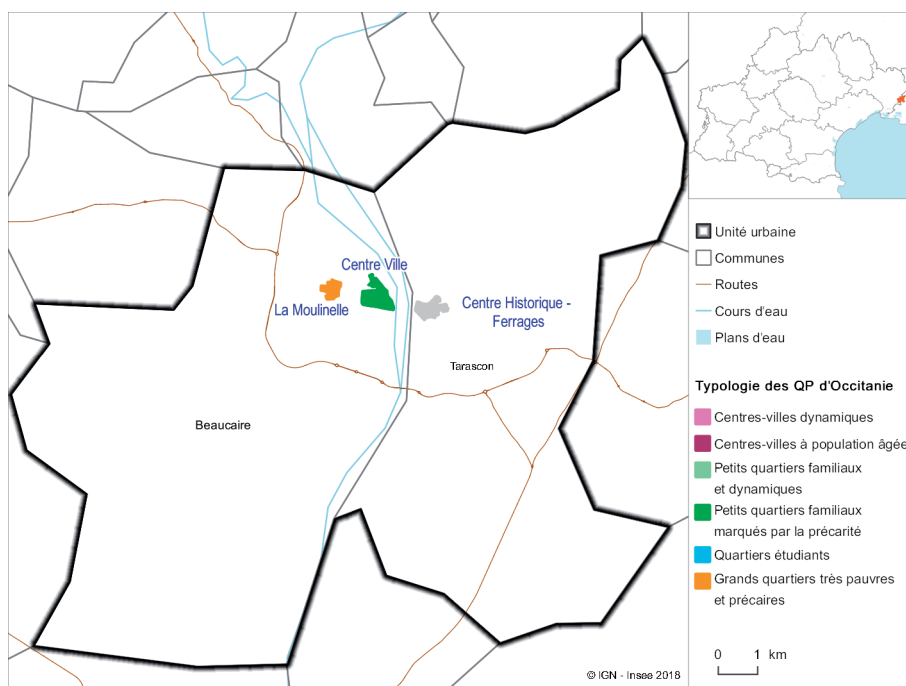 Centre Ville
La Moulinelle
Centre Historique -
Ferrages
Tarascon
Beaucaire
© IGN - Insee 2018
Unité urbaine
Communes
Routes
Cours d'eau
Plans d'eau
Typologie des QP d'Occitanie
Centres-villes dynamiques
Centres-villes à population âgée
Petits quartiers familiaux
et dynamiques
Petits quartiers familiaux
marqués par la précarité
Quartiers étudiants
Grands quartiers très pauvres
et précaires
0 1 km